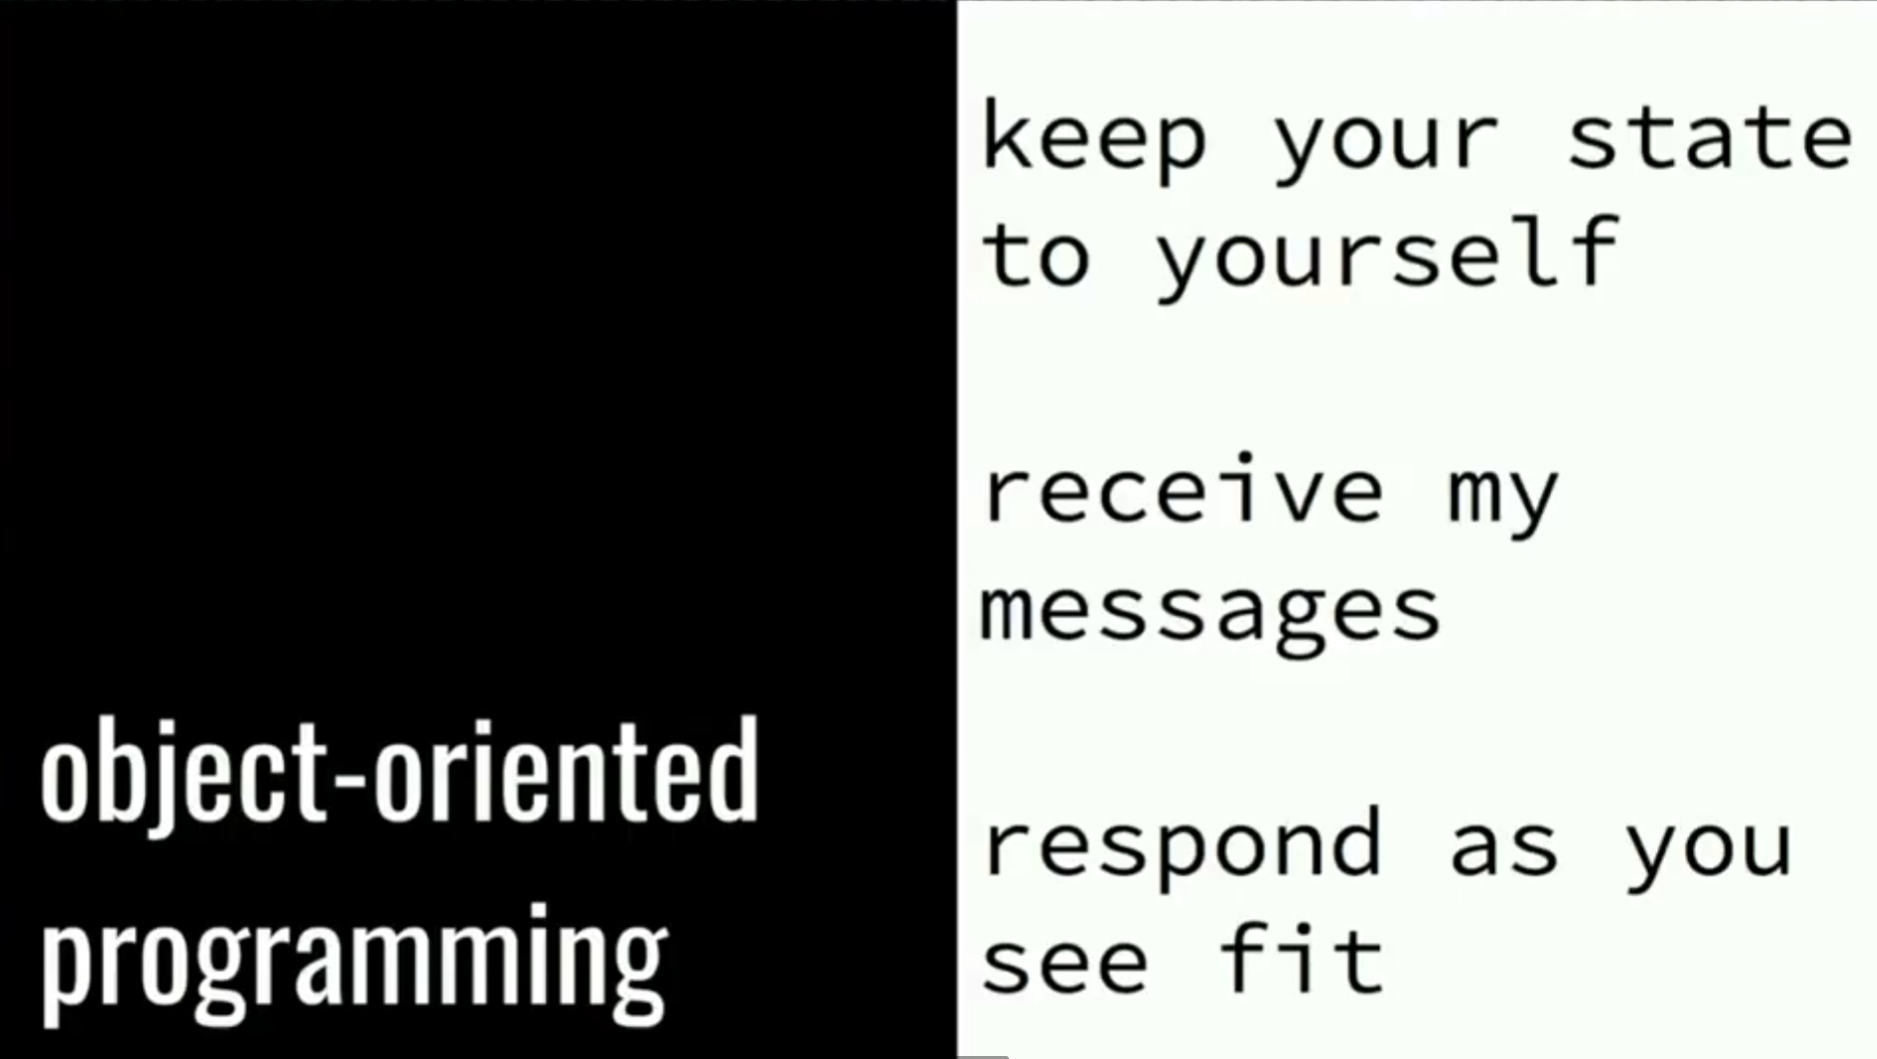 object-oriented
programming
keep your state
to yourself
receive my
messages
respond as you
see fit